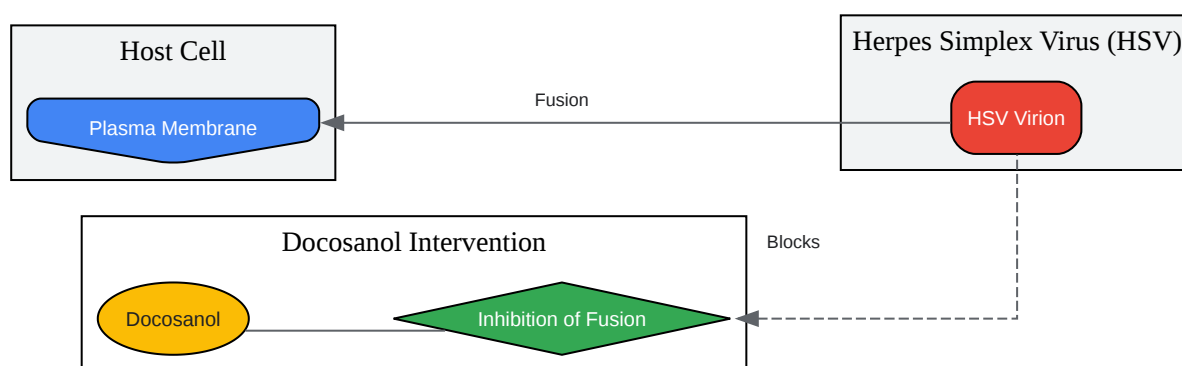 Host Cell
Herpes Simplex Virus (HSV)
Fusion
Plasma Membrane
HSV Virion
Docosanol Intervention
Blocks
Docosanol
Inhibition of Fusion